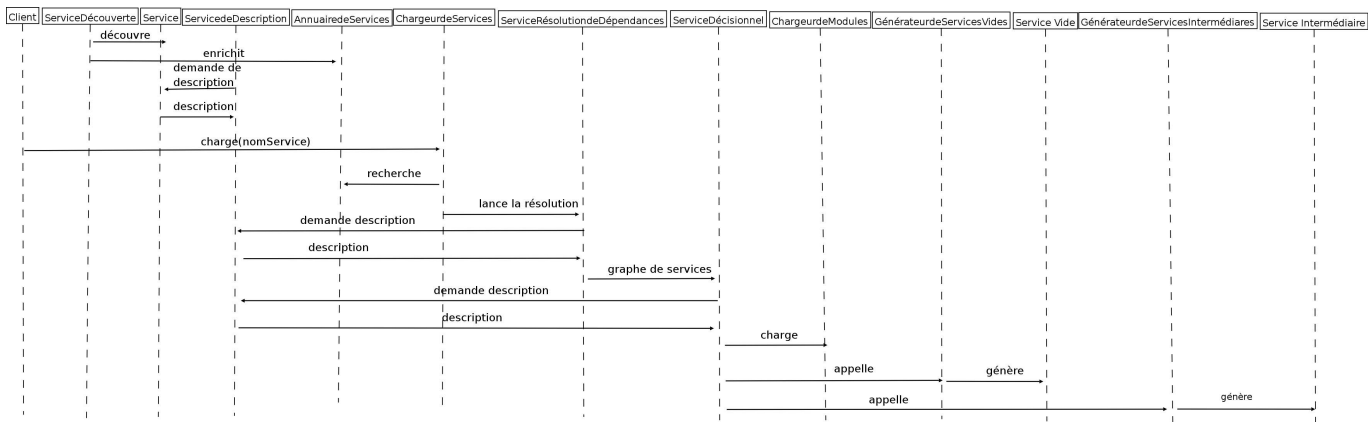 Client
ServiceDécouverte
Service
ServicedeDescription
AnnuairedeServices
ChargeurdeServices
ServiceRésolutiondeDépendances
ServiceDécisionnel
ChargeurdeModules
GénérateurdeServicesVides
Service Vide
GénérateurdeServicesIntermédiares
Service Intermédiaire
découvre
enrichit
demande de
description
description
charge(nomService)
recherche
lance la résolution
demande description
description
graphe de services
demande description
description
charge
appelle
génère
appelle
génère